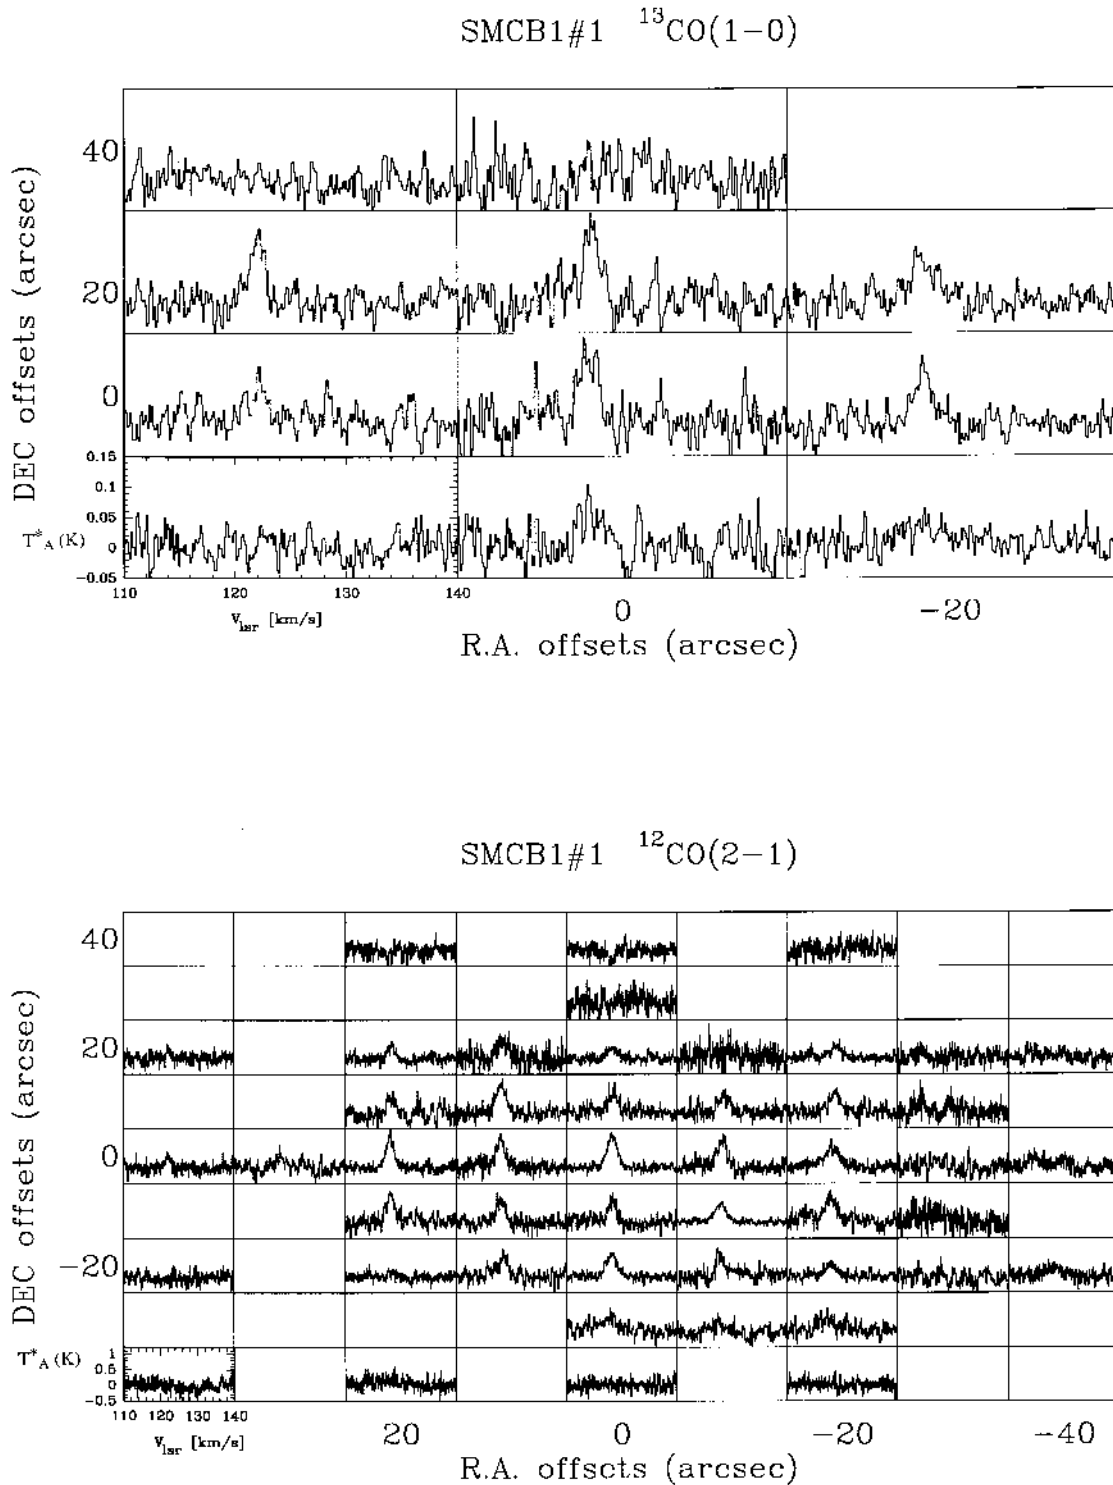 SMCB1#1 ¹³CO(1-0)
DEC offsets (arcsec)
40
20
0
0.15
0.1
0.05
0
-0.05
T*A(K)
110 120 130 140
Vlsr [km/s]
0 -20
R.A. offsets (arcsec)
SMCB1#1 ¹²CO(2-1)
DEC offsets (arcsec)
40
20
0
-20
T*A(K)
1
0.5
0
-0.5
110 120 130 140
Vlsr [km/s]
20 0 -20 -40
R.A. offsets (arcsec)